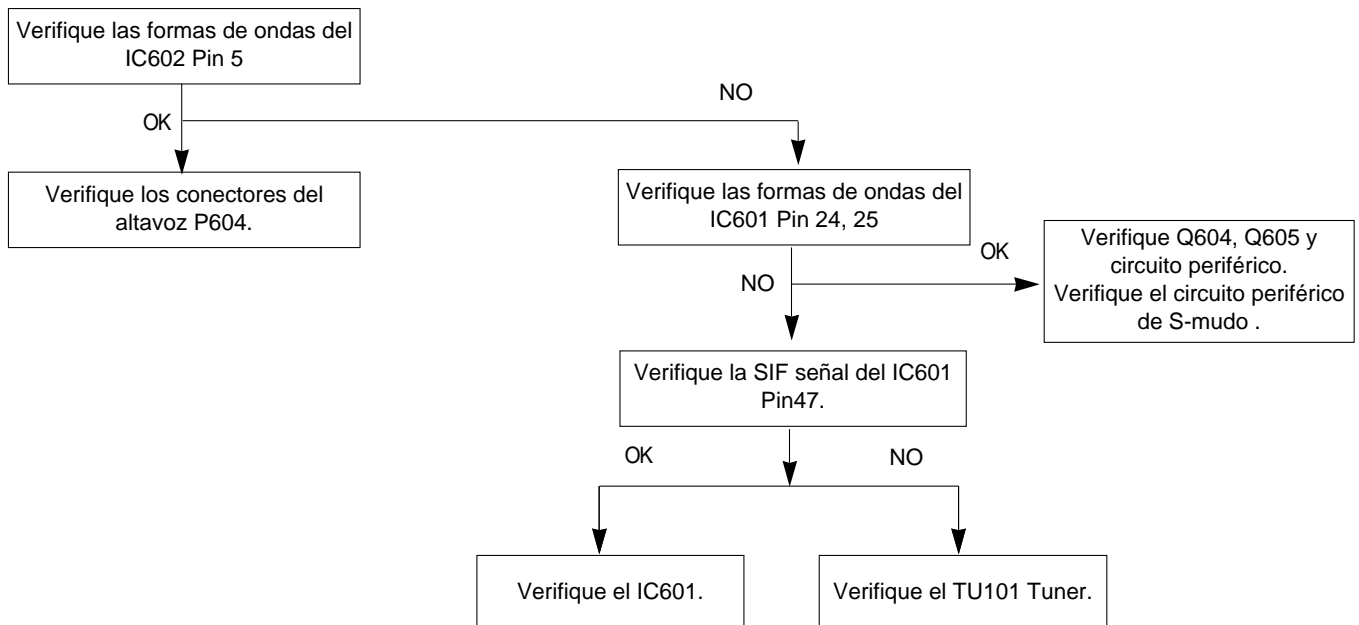 Verifique las formas de ondas del
IC602 Pin 5
NO
OK
Verifique los conectores del
altavoz P604.
Verifique las formas de ondas del
IC601 Pin 24, 25
OK
Verifique Q604, Q605 y
circuito periférico.
Verifique el circuito periférico
de S-mudo .
NO
Verifique la SIF señal del IC601
Pin47.
OK
NO
Verifique el IC601.
Verifique el TU101 Tuner.